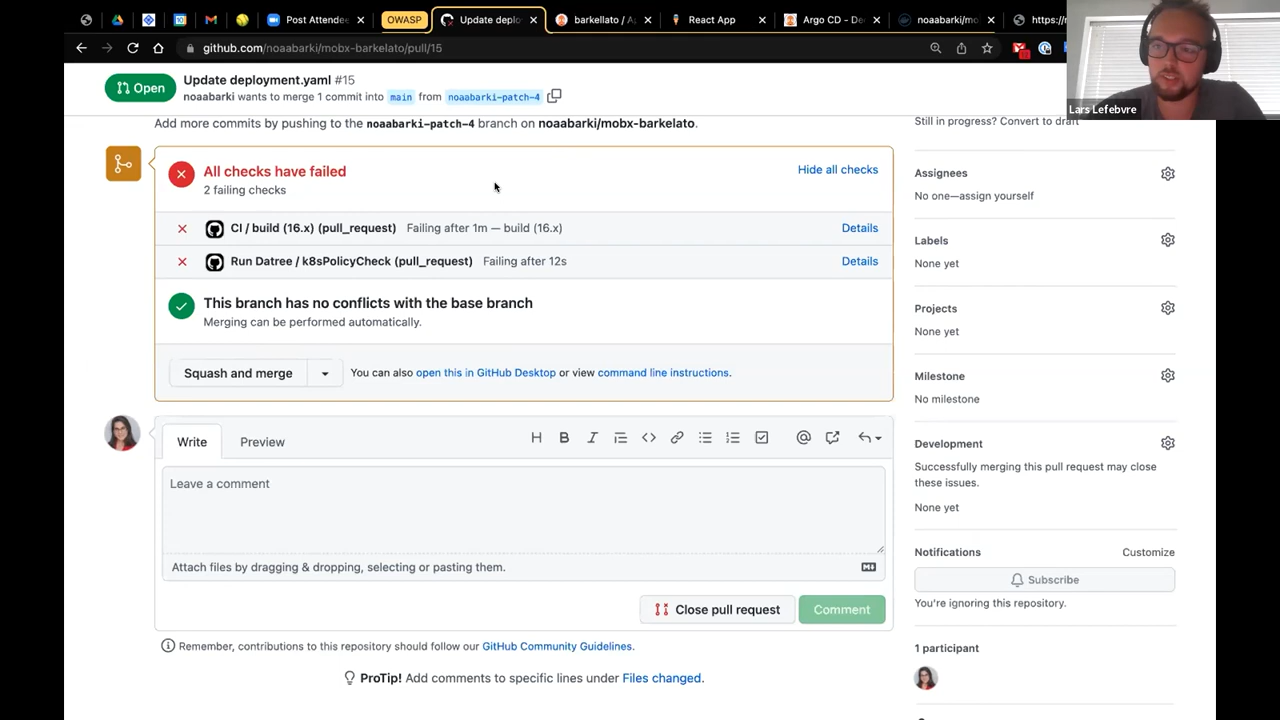 Post Attendee
OWASP
Update deploy
barkellato / A
React App
Argo CD - De
noaabarki/mo
https://r
github.com/noaabarki/mobx-barkelato/pull/15
Lars Lefebvre
Open
Update deployment.yaml #15
noaabarki wants to merge 1 commit into main from noaabarki-patch-4
Add more commits by pushing to the noaabarki-patch-4 branch on noaabarki/mobx-barkelato.
All checks have failed
2 failing checks
Hide all checks
CI / build (16.x) (pull_request) Failing after 1m — build (16.x)
Details
Run Datree / k8sPolicyCheck (pull_request) Failing after 12s
Details
This branch has no conflicts with the base branch
Merging can be performed automatically.
Squash and merge
You can also open this in GitHub Desktop or view command line instructions.
Write
Preview
Leave a comment
Attach files by dragging & dropping, selecting or pasting them.
Close pull request
Comment
Remember, contributions to this repository should follow our GitHub Community Guidelines.
ProTip! Add comments to specific lines under Files changed.
Still in progress? Convert to draft
Assignees
No one—assign yourself
Labels
None yet
Projects
None yet
Milestone
No milestone
Development
Successfully merging this pull request may close
these issues.
None yet
Notifications
Customize
Subscribe
You're ignoring this repository.
1 participant